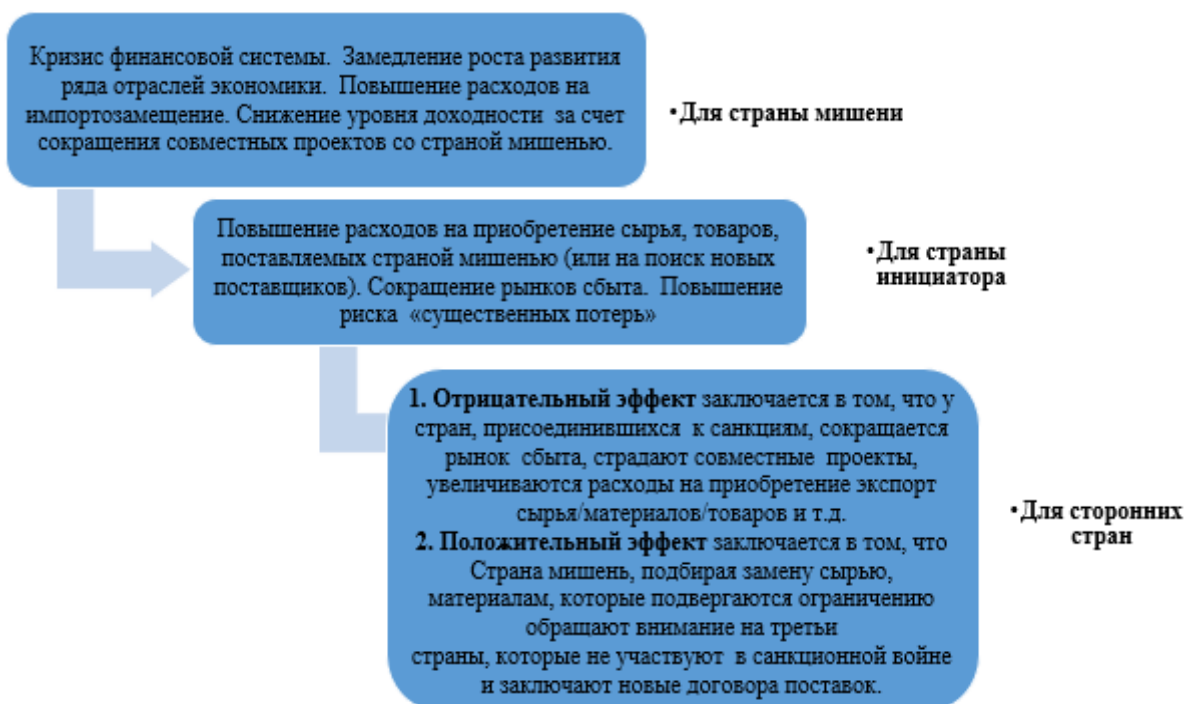 Кризис финансовой системы. Замедление роста развития
ряда отраслей экономики. Повышение расходов на
импортозамещение. Снижение уровня доходности за счет
сокращения совместных проектов со страной мишенью.
•Для страны мишени
Повышение расходов на приобретение сырья, товаров,
поставляемых страной мишенью (или на поиск новых
поставщиков). Сокращение рынков сбыта. Повышение
риска «существенных потерь»
•Для страны
инициатора
1. Отрицательный эффект заключается в том, что у
стран, присоединившихся к санкциям, сокращается
рынок сбыта, страдают совместные проекты,
увеличиваются расходы на приобретение экспорт
сырья/материалов/товаров и т.д.
2. Положительный эффект заключается в том, что
Страна мишень, подбирая замену сырью,
материалам, которые подвергаются ограничению
обращают внимание на третьи
страны, которые не участвуют в санкционной войне
и заключают новые договора поставок.
•Для сторонних
стран